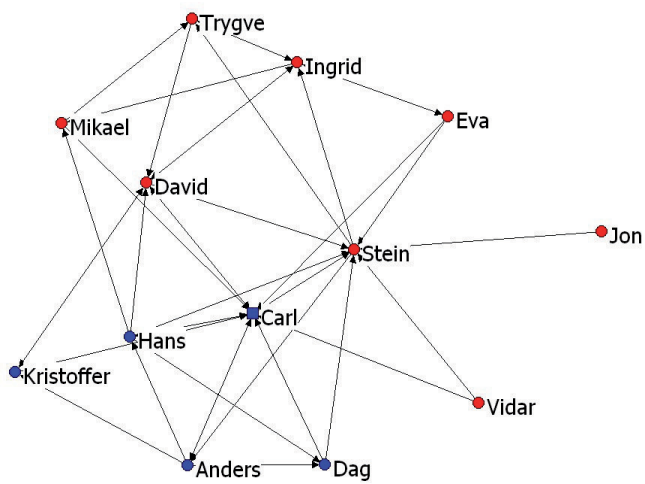 Trygve
Ingrid
Eva
Mikael
David
Jon
Stein
Carl
Hans
Kristoffer
Vidar
Anders
Dag